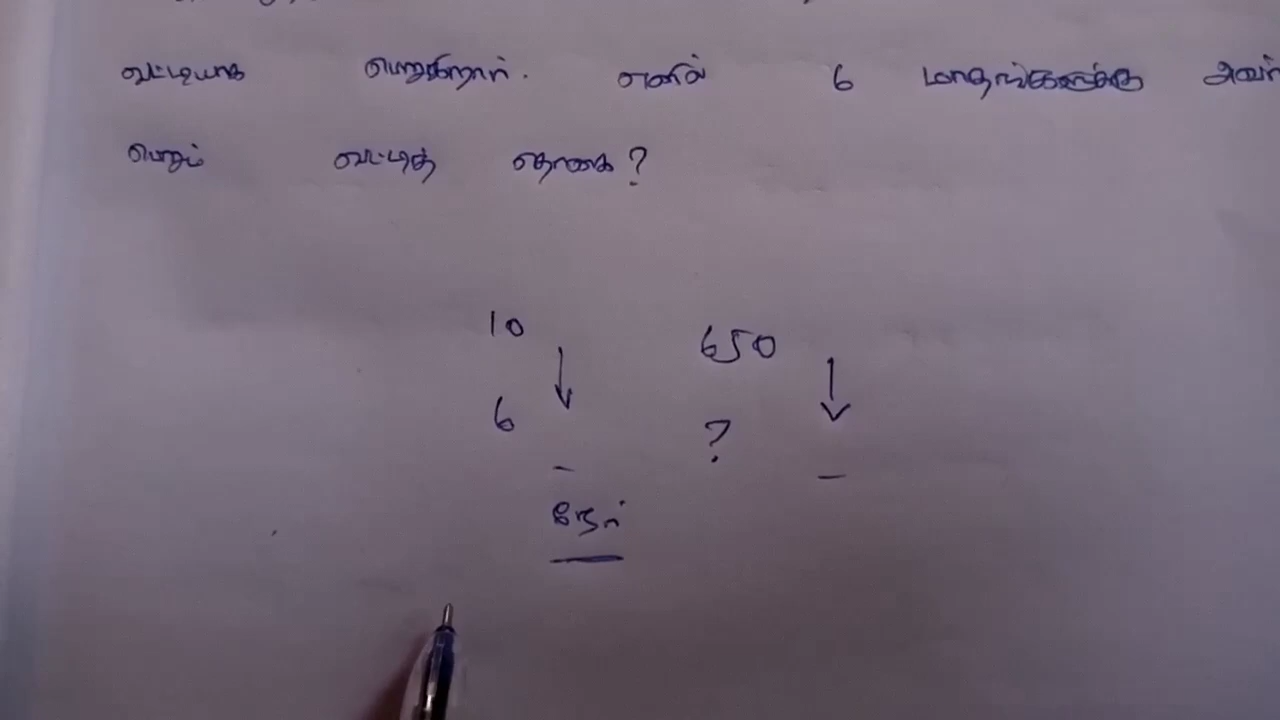 வட்டியாக பெறுகிறார். எனில் 6 மாதங்களுக்கு அவர்
பெறும் வட்டித் தொகை?
10 650
6 ?
நேர்